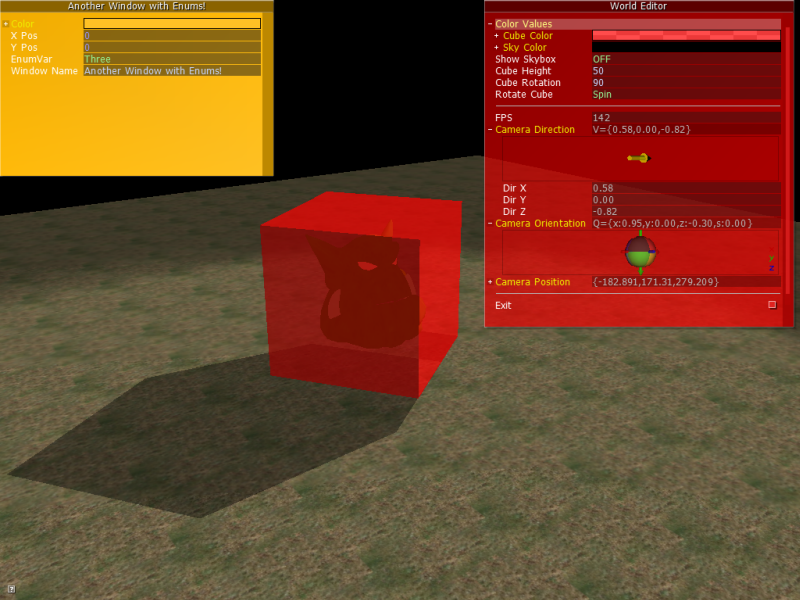 Another Window with Enums!
+ Color
X Pos 0
Y Pos 0
EnumVar Three
Window Name Another Window with Enums!
World Editor
- Color Values
+ Cube Color
+ Sky Color
Show Skybox OFF
Cube Height 50
Cube Rotation 90
Rotate Cube Spin
FPS 142
- Camera Direction V={0.58,0.00,-0.82}
Dir X 0.58
Dir Y 0.00
Dir Z -0.82
- Camera Orientation Q={x:0.95,y:0.00,z:-0.30,s:0.00}
Y
Z
+ Camera Position {-182.891,171.31,279.209}
Exit
?